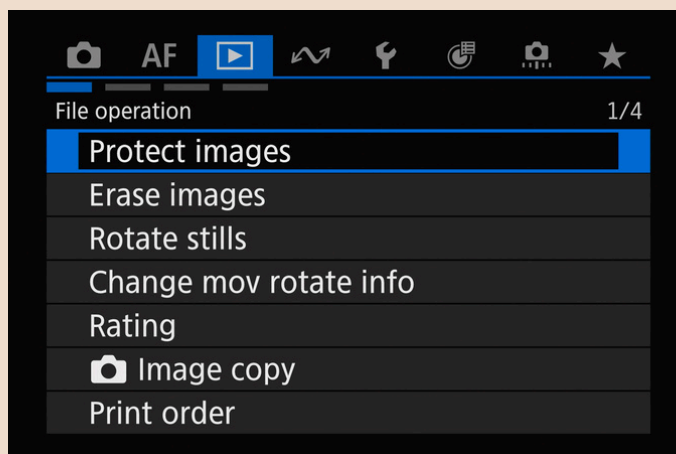 AF
File operation 1/4
Protect images
Erase images
Rotate stills
Change mov rotate info
Rating
Image copy
Print order